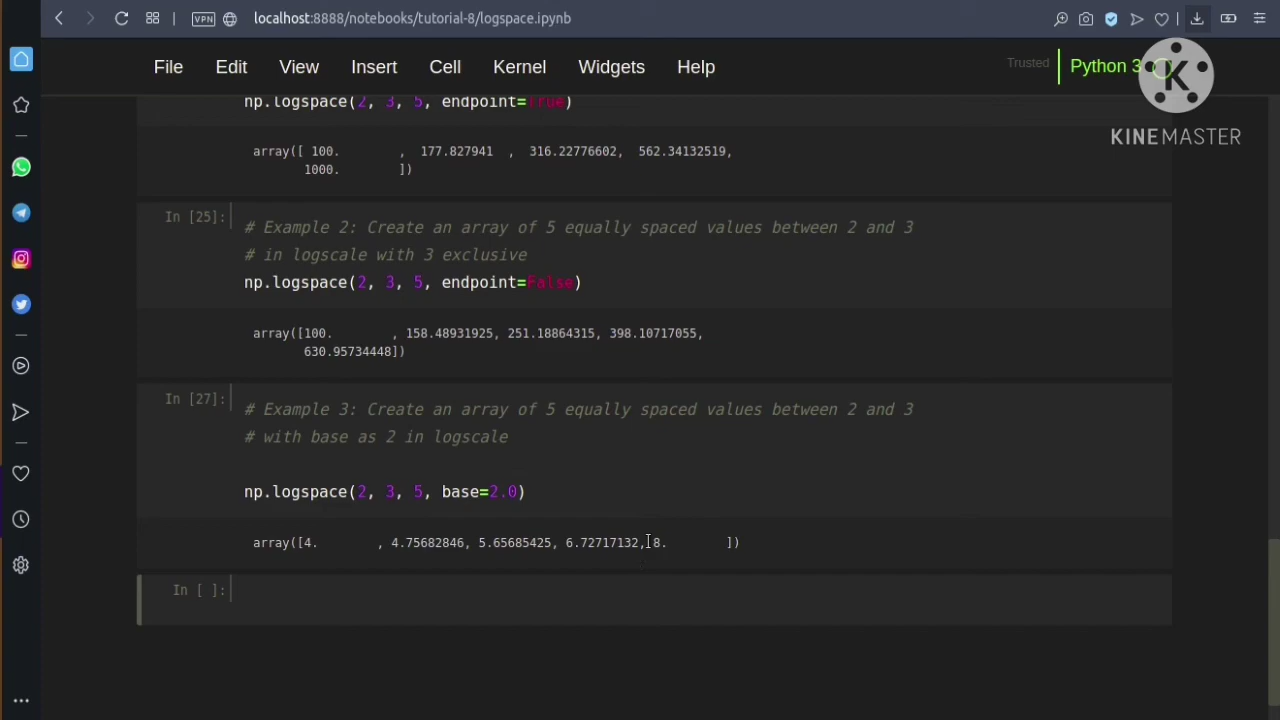 VPN localhost:8888/notebooks/tutorial-8/logspace.ipynb
File Edit View Insert Cell Kernel Widgets Help Trusted Python 3
K
KINEMASTER
np.logspace(2, 3, 5, endpoint=True)
array([ 100.        ,  177.827941  ,  316.22776602,  562.34132519,
1000.        ])
In [25]:
# Example 2: Create an array of 5 equally spaced values between 2 and 3
# in logscale with 3 exclusive
np.logspace(2, 3, 5, endpoint=False)
array([100.        , 158.48931925, 251.18864315, 398.10717055,
630.95734448])
In [27]:
# Example 3: Create an array of 5 equally spaced values between 2 and 3
# with base as 2 in logscale
np.logspace(2, 3, 5, base=2.0)
array([4.        , 4.75682846, 5.65685425, 6.72717132, 8.        ])
In [ ]: